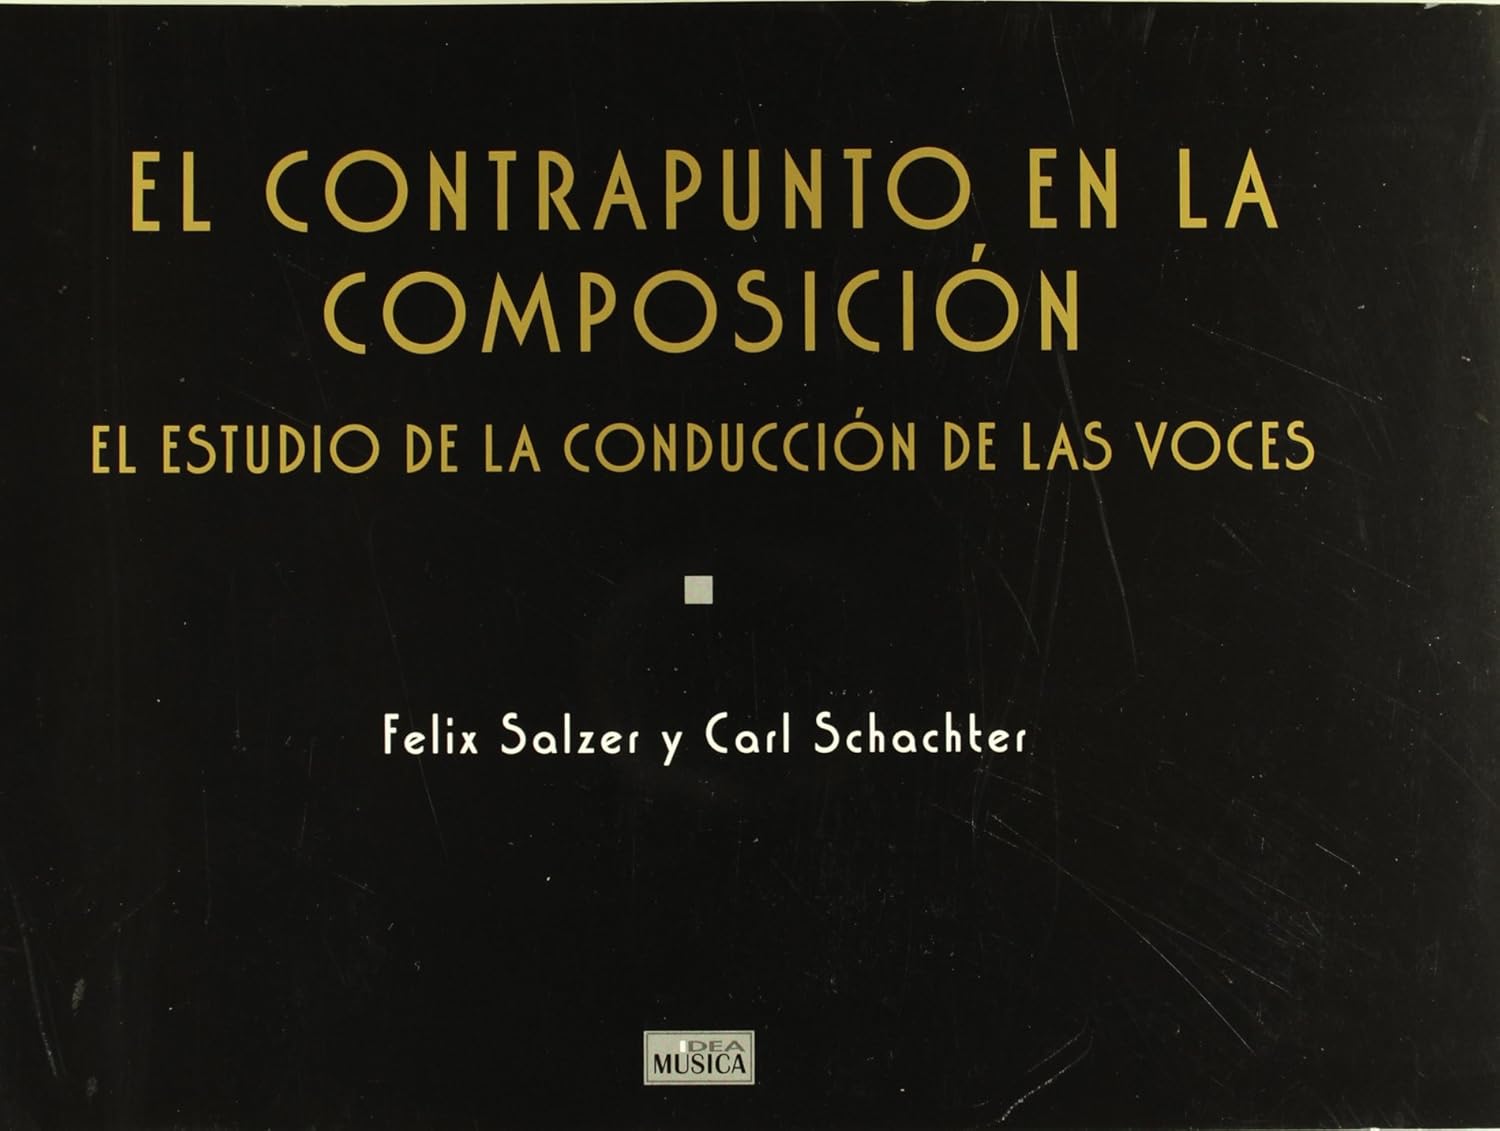 EL CONTRAPUNTO EN LA
COMPOSICIÓN
EL ESTUDIO DE LA CONDUCCIÓN DE LAS VOCES
Felix Salzer y Carl Schachter
IDEA
MUSICA